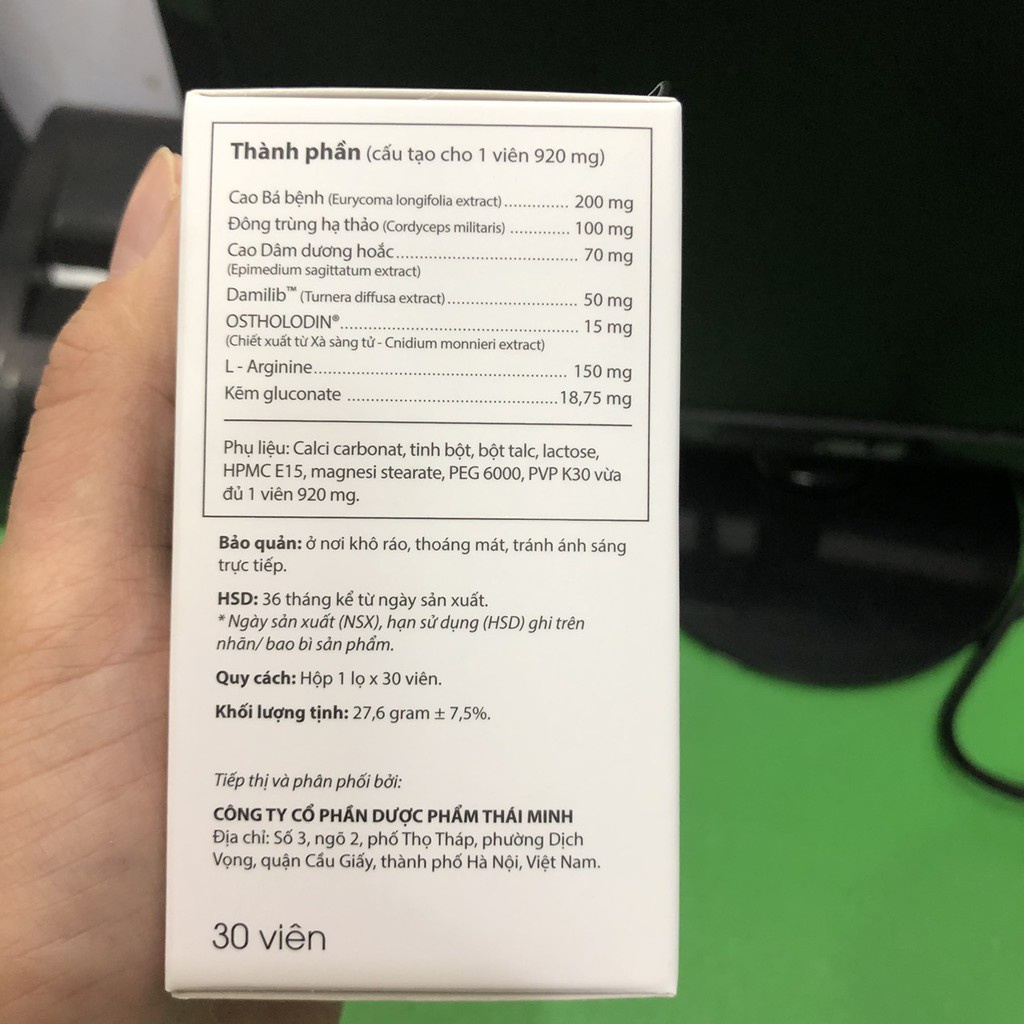 Thành phần (cấu tạo cho 1 viên 920 mg)
Cao Bá bệnh (Eurycoma longifolia extract)............. 200 mg
Đông trùng hạ thảo (Cordyceps militaris) ............ 100 mg
Cao Dâm dương hoắc..................................... 70 mg
(Epimedium sagittatum extract)
Damilib™ (Turnera diffusa extract)........................... 50 mg
OSTHOLODIN®................................................. 15 mg
(Chiết xuất từ Xà sàng tử - Cnidium monnieri extract)
L - Arginine.................................................... 150 mg
Kẽm gluconate ...........................................18,75 mg
Phụ liệu: Calci carbonat, tinh bột, bột talc, lactose,
HPMC E15, magnesi stearate, PEG 6000, PVP K30 vừa
đủ 1 viên 920 mg.
Bảo quản: ở nơi khô ráo, thoáng mát, tránh ánh sáng
trực tiếp.
HSD: 36 tháng kể từ ngày sản xuất.
* Ngày sản xuất (NSX), hạn sử dụng (HSD) ghi trên
nhãn/ bao bì sản phẩm.
Quy cách: Hộp 1 lọ x 30 viên.
Khối lượng tịnh: 27,6 gram ± 7,5%.
Tiếp thị và phân phối bởi:
CÔNG TY CỔ PHẦN DƯỢC PHẨM THÁI MINH
Địa chỉ: Số 3, ngõ 2, phố Thọ Tháp, phường Dịch
Vọng, quận Cầu Giấy, thành phố Hà Nội, Việt Nam.
30 viên